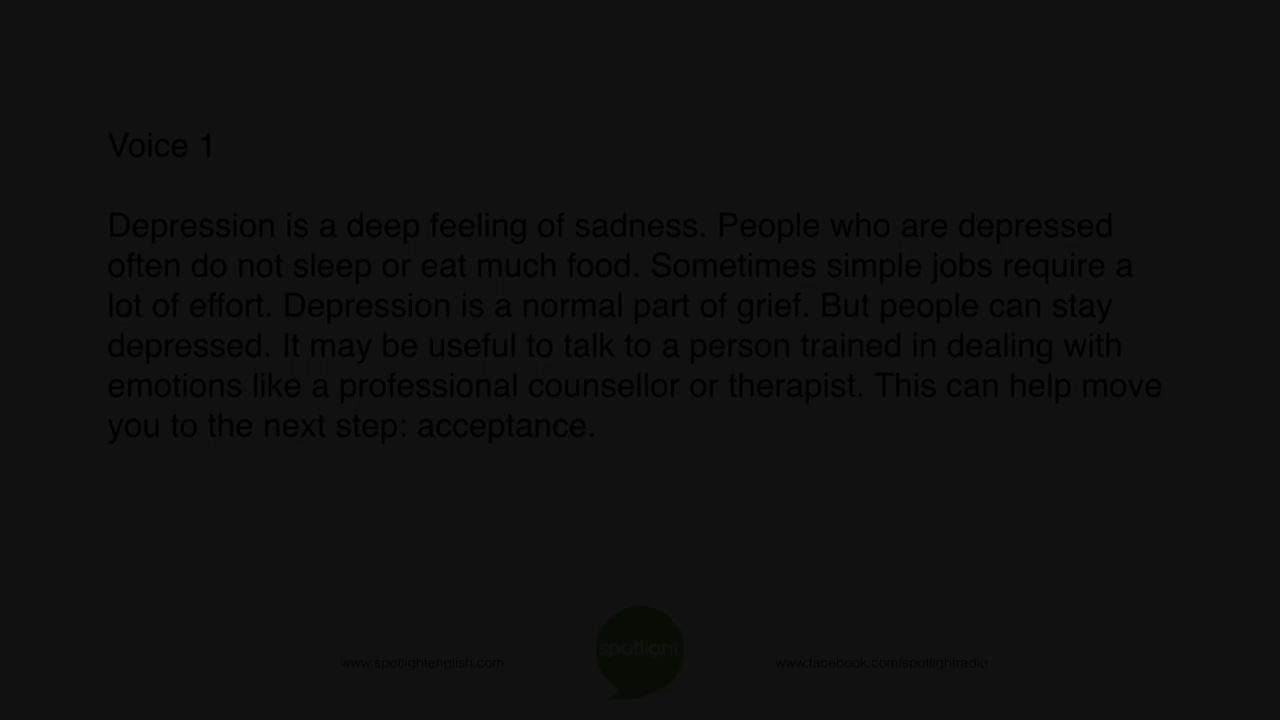 Voice 1
Depression is a deep feeling of sadness. People who are depressed
often do not sleep or eat much food. Sometimes simple jobs require a
lot of effort. Depression is a normal part of grief. But people can stay
depressed. It may be useful to talk to a person trained in dealing with
emotions like a professional counsellor or therapist. This can help move
you to the next step: acceptance.
spotlight
www.spotlightenglish.com
www.facebook.com/spotlightradio